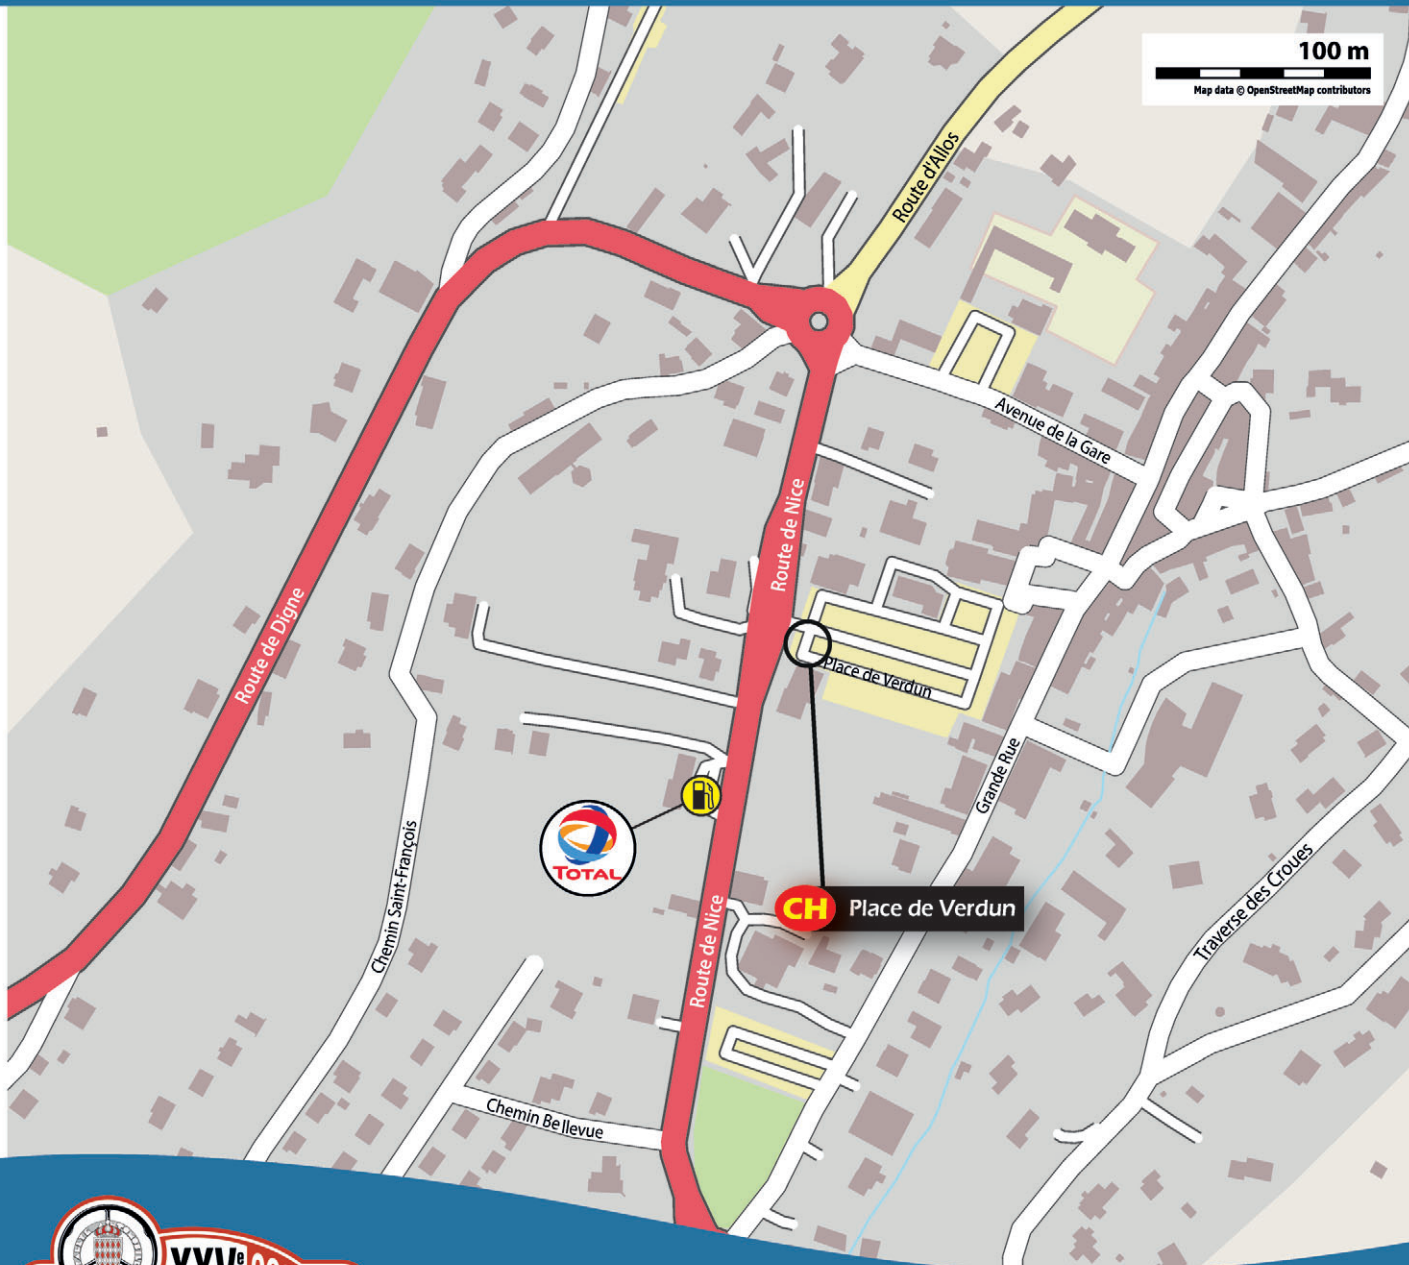 100 m
Map data © OpenStreetMap contributors
Route d'Allos
Avenue de la Gare
Route de Nice
Route de Digne
Place de Verdun
Grande Rue
TOTAL
Chemin Saint-François
CH Place de Verdun
Traverse des Croues
Route de Nice
Chemin Bellevue
XXVe